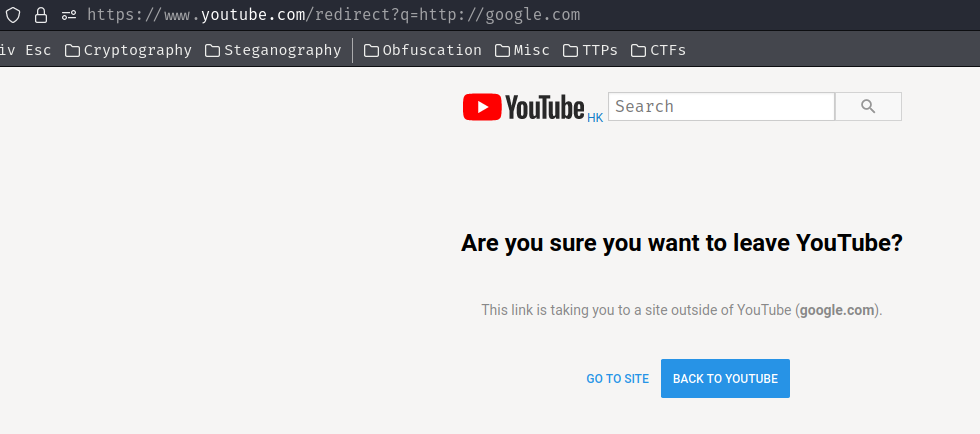 https://www.youtube.com/redirect?q=http://google.com
iv Esc Cryptography Steganography Obfuscation Misc TTPs CTFs
YouTube HK Search
Are you sure you want to leave YouTube?
This link is taking you to a site outside of YouTube (google.com).
GO TO SITE BACK TO YOUTUBE